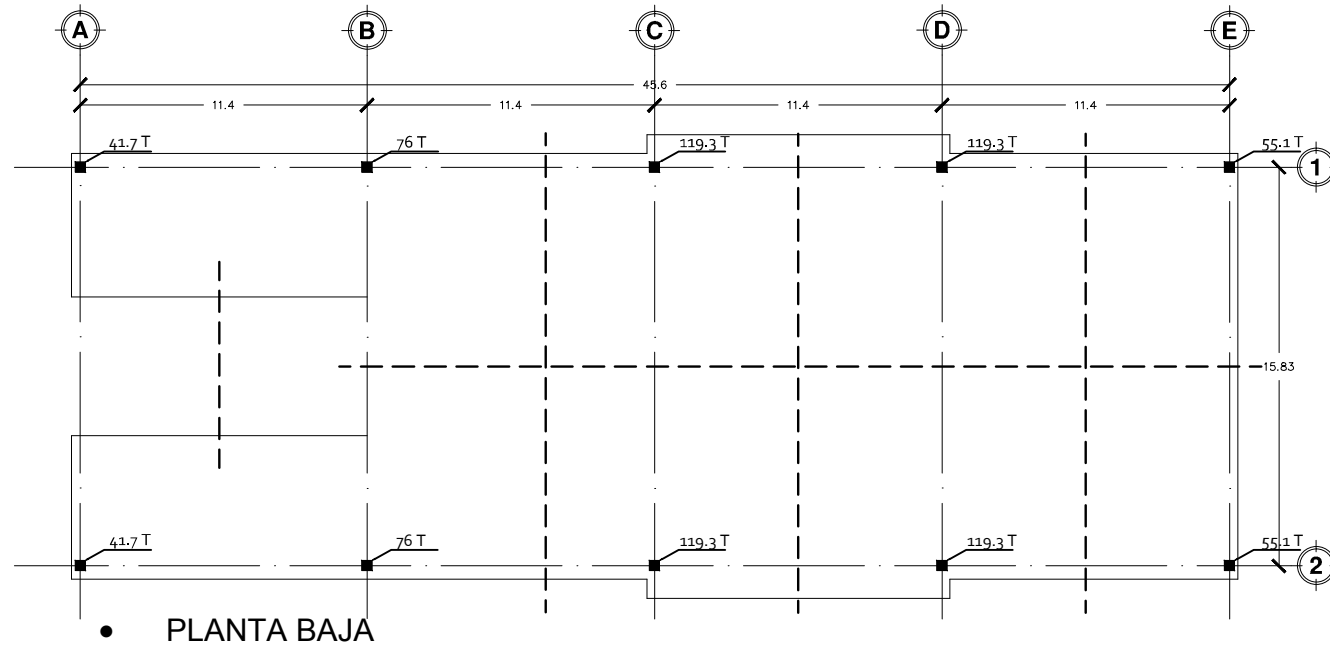 A B C D E
45.6
11.4 11.4 11.4 11.4
41.7 T 76 T 119.3 T 119.3 T 55.1 T
1
15.83
41.7 T 76 T 119.3 T 119.3 T 55.1 T
2
• PLANTA BAJA